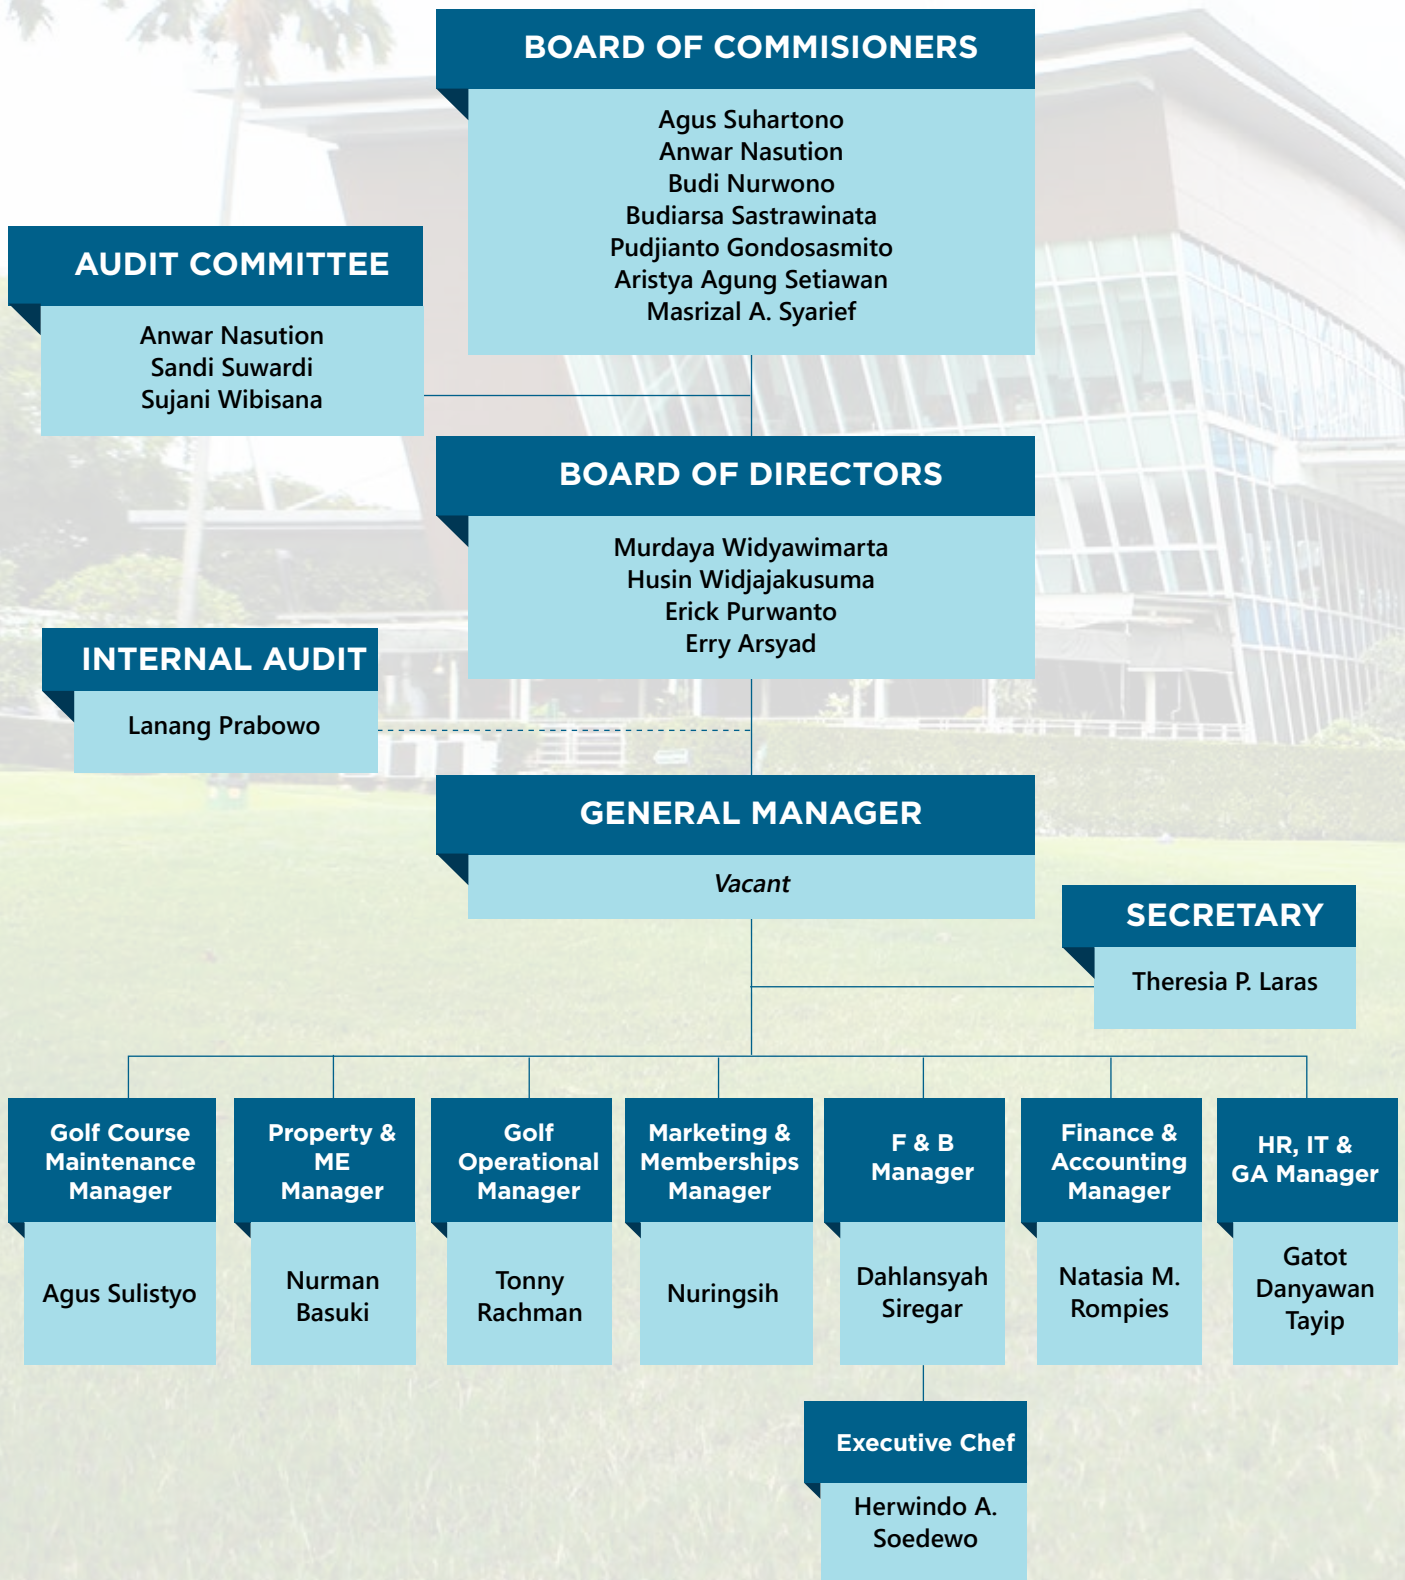 BOARD OF COMMISIONERS
Agus Suhartono
Anwar Nasution
Budi Nurwono
Budiarsa Sastrawinata
Pudjianto Gondosasmito
Aristya Agung Setiawan
Masrizal A. Syarief
AUDIT COMMITTEE
Anwar Nasution
Sandi Suwardi
Sujani Wibisana
BOARD OF DIRECTORS
Murdaya Widyawimarta
Husin Widjajakusuma
Erick Purwanto
Erry Arsyad
INTERNAL AUDIT
Lanang Prabowo
GENERAL MANAGER
Vacant
SECRETARY
Theresia P. Laras
Golf Course
Maintenance
Manager
Agus Sulistyo
Property &
ME
Manager
Nurman
Basuki
Golf
Operational
Manager
Tonny
Rachman
Marketing &
Memberships
Manager
Nuringsih
F & B
Manager
Dahlansyah
Siregar
Finance &
Accounting
Manager
Natasia M.
Rompies
HR, IT &
GA Manager
Gatot
Danyawan
Tayip
Executive Chef
Herwindo A.
Soedewo